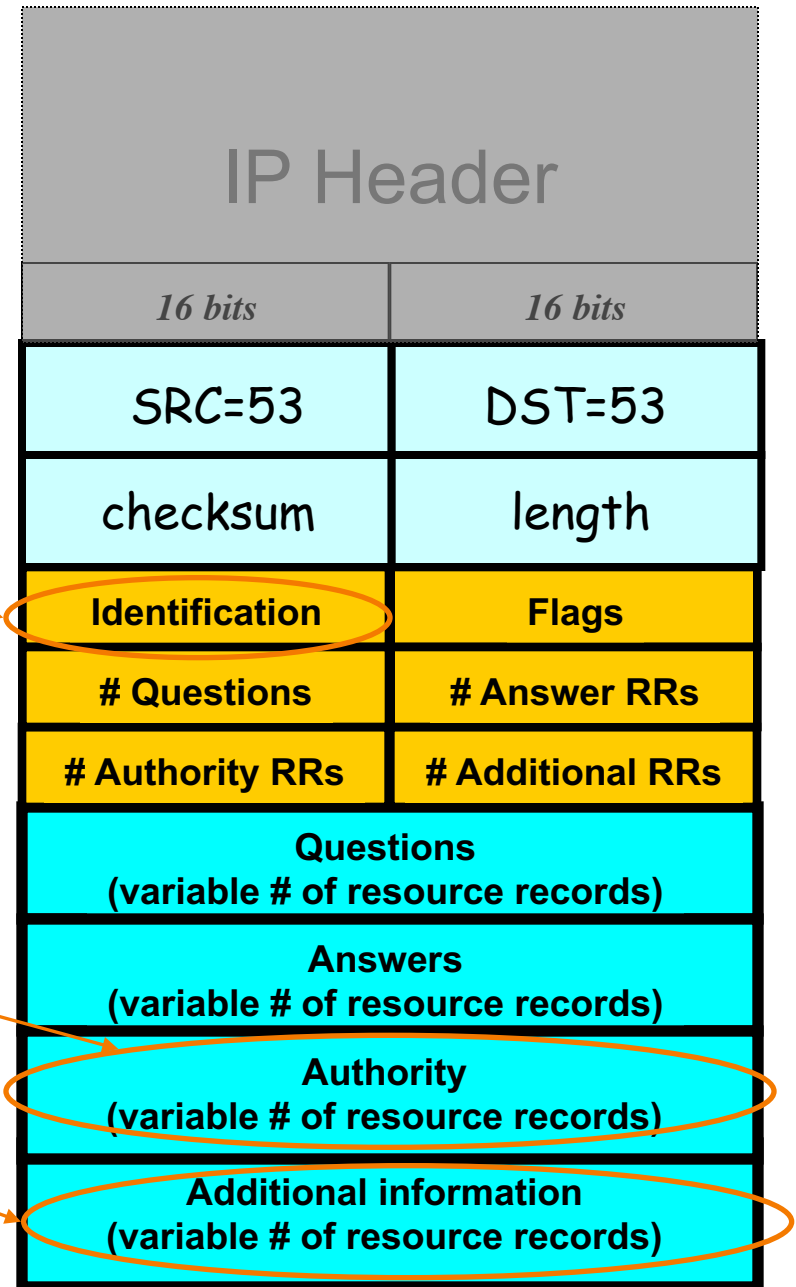 IP Header
16 bits 16 bits
SRC=53 DST=53
checksum length
Identification Flags
# Questions # Answer RRs
# Authority RRs # Additional RRs
Questions
(variable # of resource records)
Answers
(variable # of resource records)
Authority
(variable # of resource records)
Additional information
(variable # of resource records)